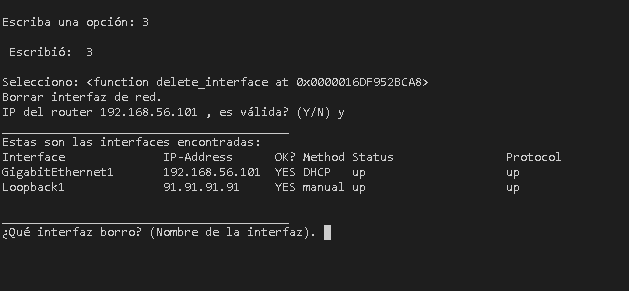 Escriba una opción: 3
Escribió:  3
Selecciono: <function delete_interface at 0x0000016DF952BCA8>
Borrar interfaz de red.
IP del router 192.168.56.101 , es válida? (Y/N) y
_________________________________________
Estas son las interfaces encontradas:
Interface              IP-Address      OK? Method Status                Protocol
GigabitEthernet1       192.168.56.101  YES DHCP   up                    up
Loopback1              91.91.91.91     YES manual up                    up
_________________________________________
¿Qué interfaz borro? (Nombre de la interfaz).